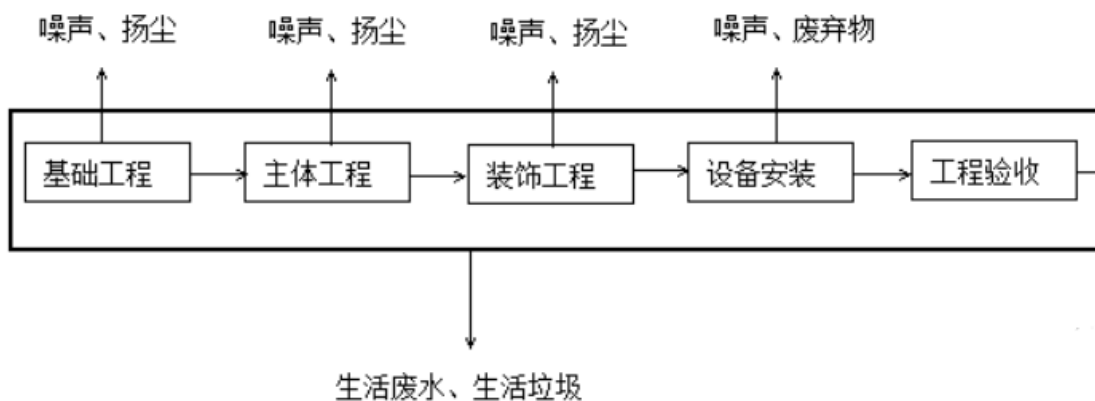 噪声、扬尘 噪声、扬尘 噪声、扬尘 噪声、废弃物
基础工程 主体工程 装饰工程 设备安装 工程验收
生活废水、生活垃圾